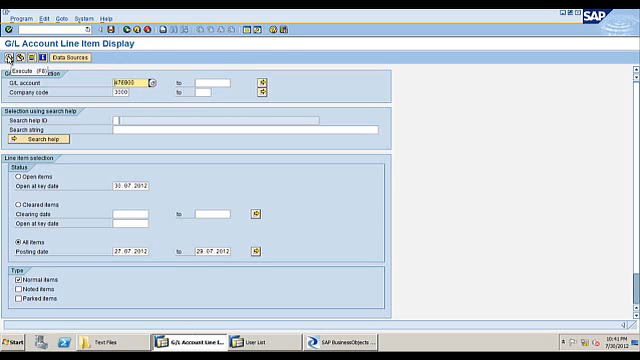 Program Edit Goto System Help
SAP
G/L Account Line Item Display
Data Sources
Execute (F8)
G/L account 476900 to
Company code 3000 to
Selection using search help
Search help ID
Search string
Search help
Line item selection
Status
Open items
Open at key date 30.07.2012
Cleared items
Clearing date to
Open at key date
All items
Posting date 27.07.2012 to 29.07.2012
Type
Normal items
Noted items
Parked items
Start Text Files G/L Account Line I... User List SAP BusinessObjects ... 10:41 PM
7/30/2012